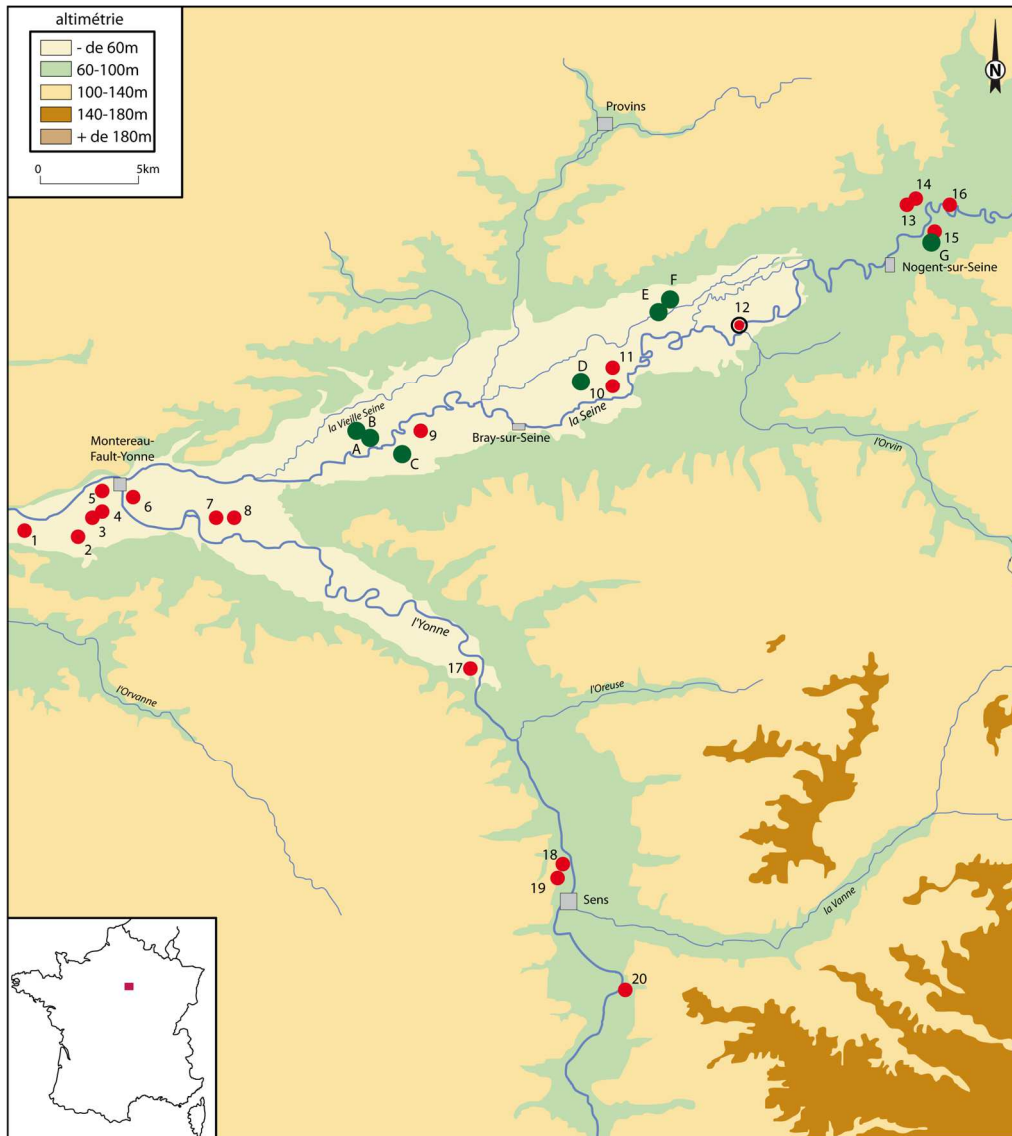 altimétrie
- de 60m
60-100m
100-140m
140-180m
+ de 180m
0 5km
N
Provins
14
16
13
15
G
Nogent-sur-Seine
F
E
12
11
D
10
la Seine
la Vieille Seine
B
9
A
C
Bray-sur-Seine
l'Orvin
Montereau-
Fault-Yonne
5
6
7
8
4
3
1
2
l'Yonne
17
l'Oreuse
l'Orvanne
18
19
Sens
la Vanne
20